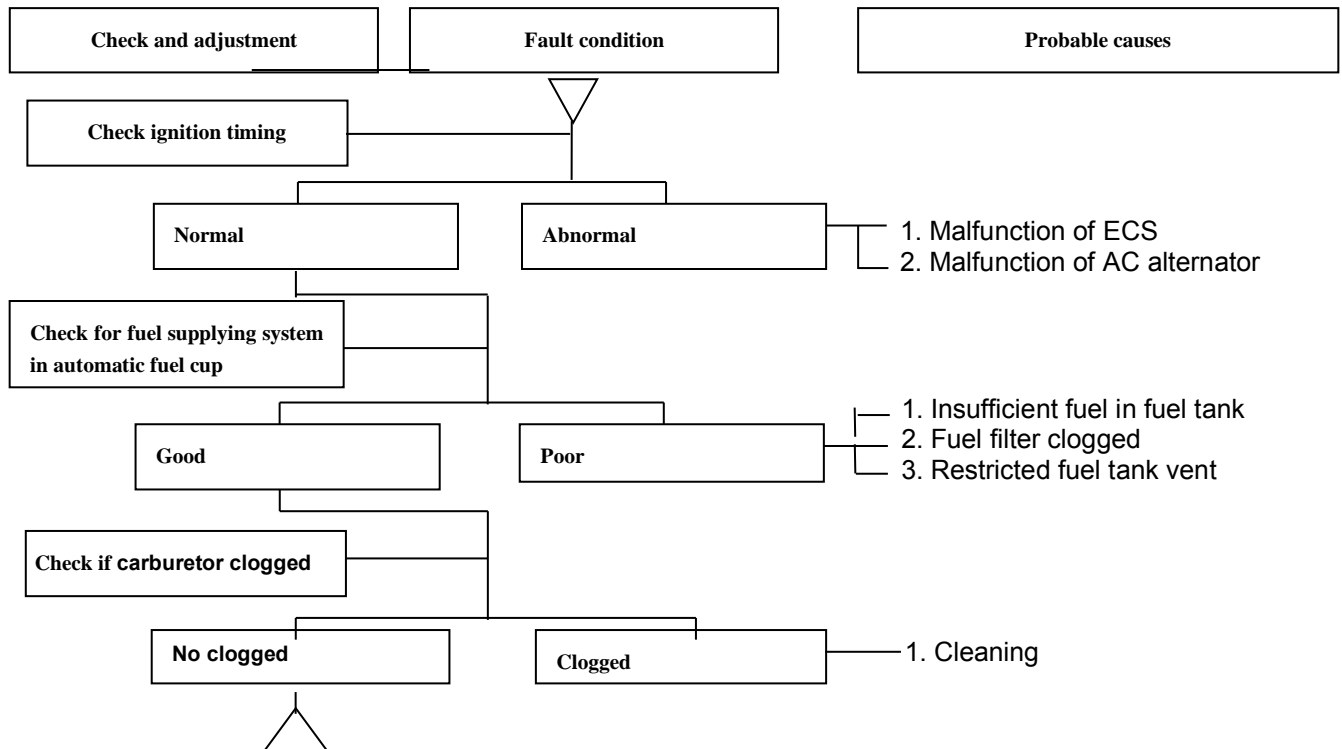 Check and adjustment
Fault condition
Probable causes
Check ignition timing
Normal
Abnormal
1. Malfunction of ECS
2. Malfunction of AC alternator
Check for fuel supplying system
in automatic fuel cup
Good
Poor
1. Insufficient fuel in fuel tank
2. Fuel filter clogged
3. Restricted fuel tank vent
Check if carburetor clogged
No clogged
Clogged
1. Cleaning